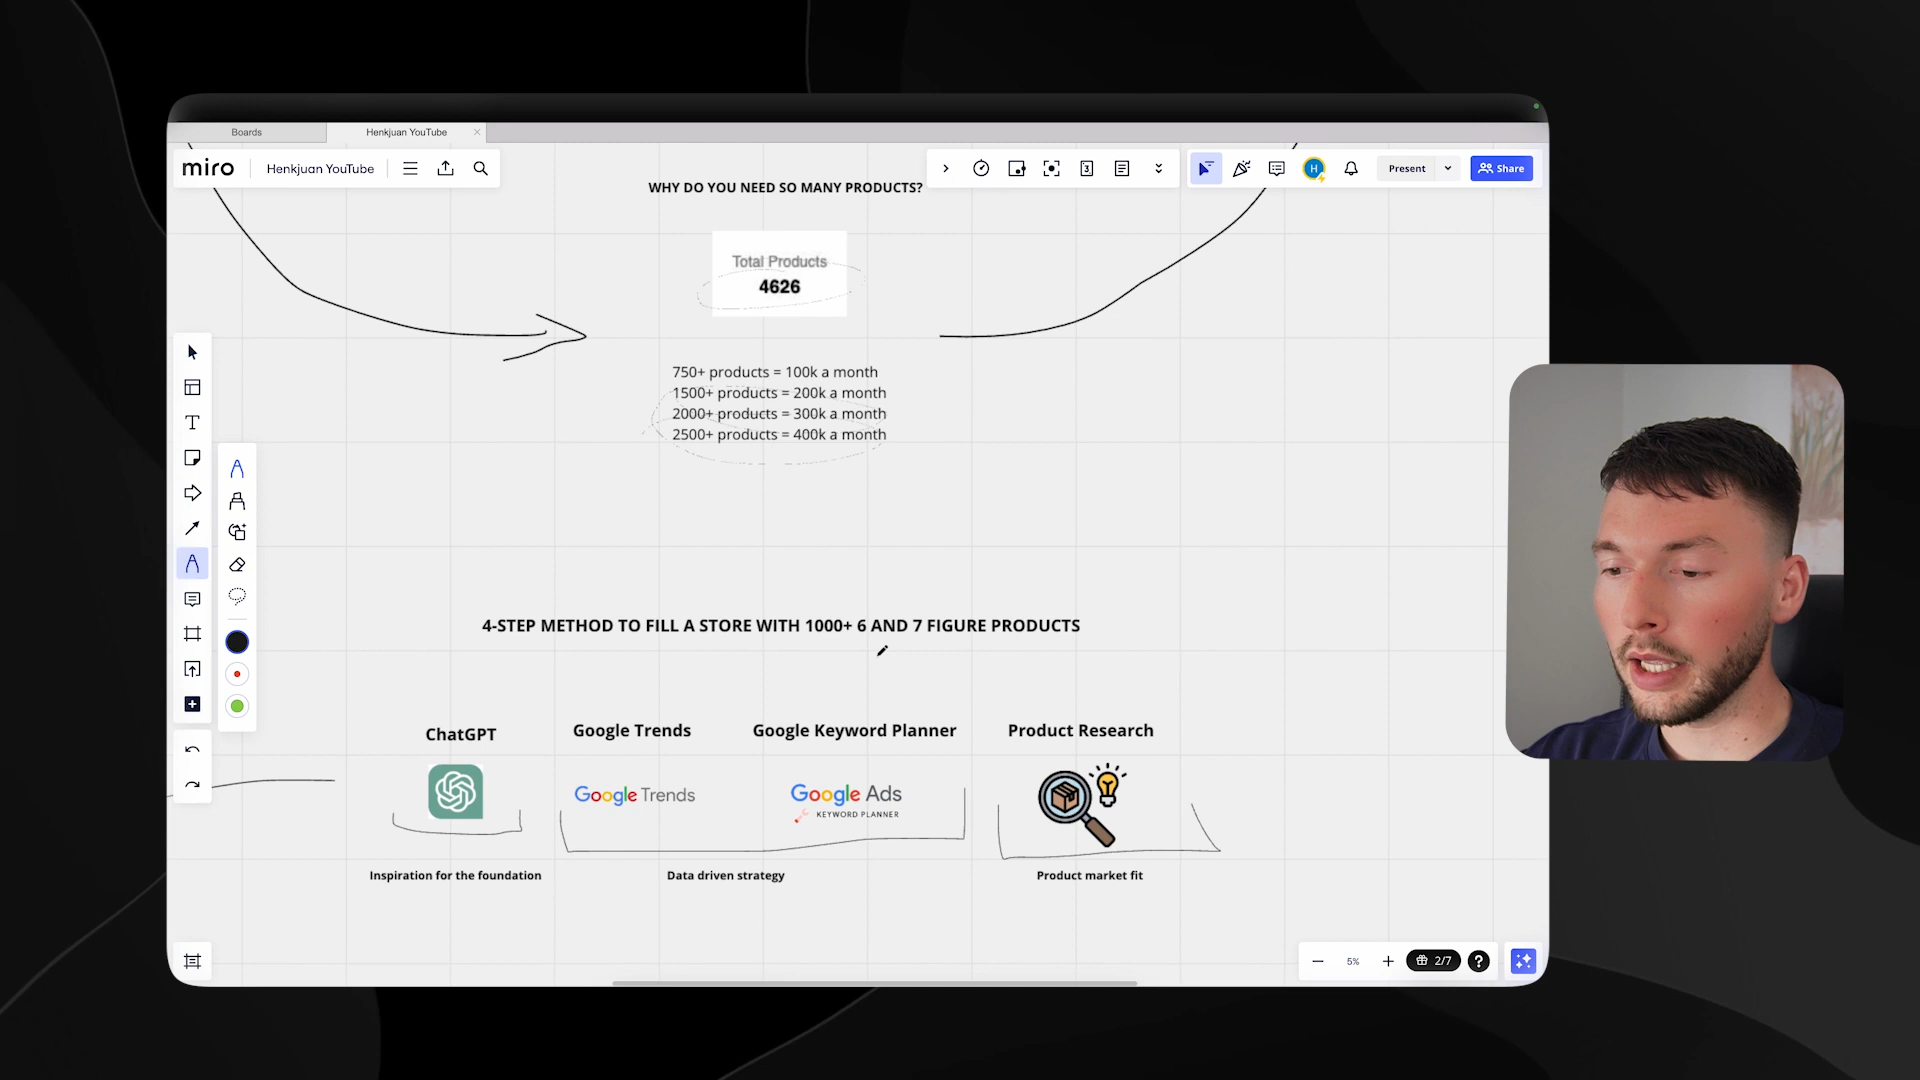 Boards
Henkjuan YouTube
miro
Henkjuan YouTube
3
H
Present
Share
WHY DO YOU NEED SO MANY PRODUCTS?
Total Products
4626
750+ products = 100k a month
1500+ products = 200k a month
2000+ products = 300k a month
2500+ products = 400k a month
4-STEP METHOD TO FILL A STORE WITH 1000+ 6 AND 7 FIGURE PRODUCTS
ChatGPT
Google Trends
Google Keyword Planner
Product Research
Google Trends
Google Ads
KEYWORD PLANNER
Inspiration for the foundation
Data driven strategy
Product market fit
5%
2/7
?